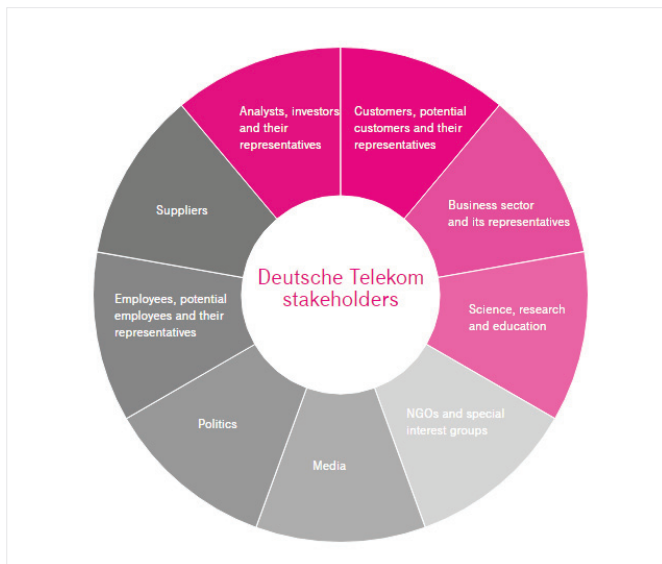 Analysts, investors
and their
representatives
Customers, potential
customers and their
representatives
Business sector
and its representatives
Science, research
and education
NGOs and special
interest groups
Media
Politics
Employees, potential
employees and their
representatives
Suppliers
Deutsche Telekom
stakeholders